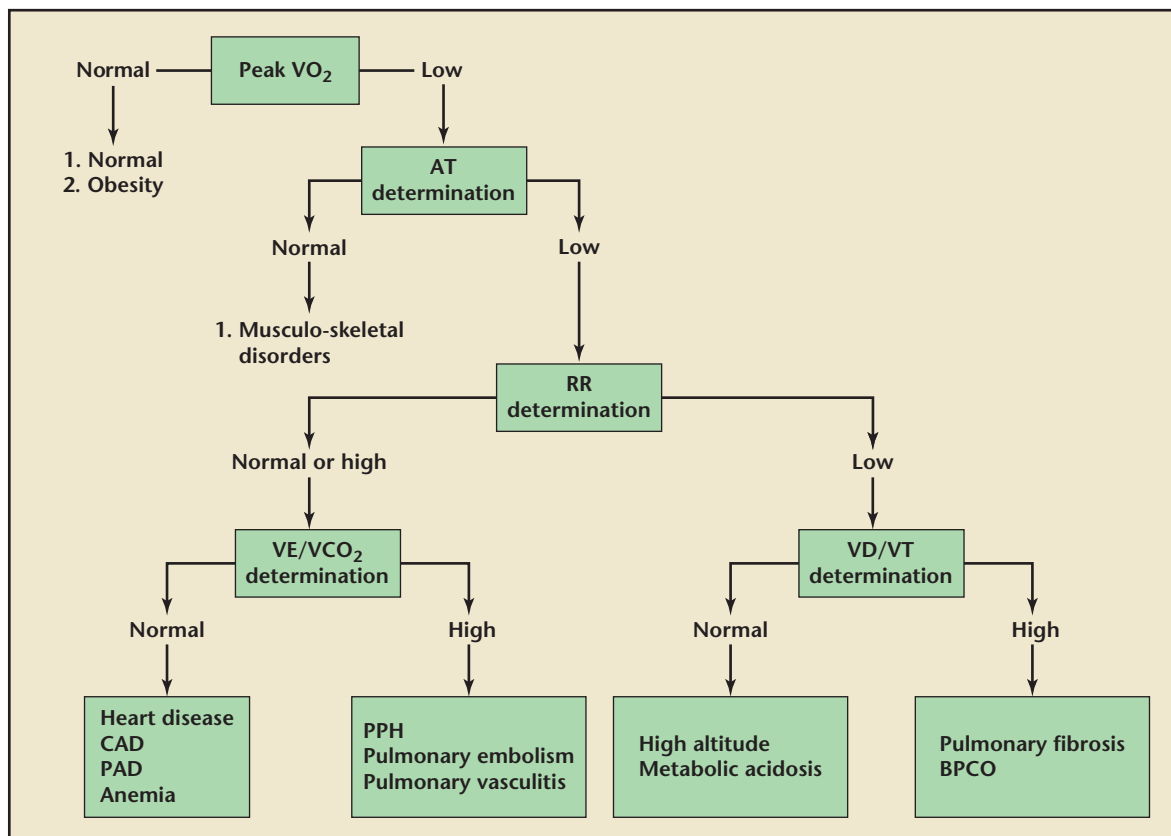 Normal
Peak VO₂
Low
1. Normal
2. Obesity
AT
determination
Normal
Low
1. Musculo-skeletal
disorders
RR
determination
Normal or high
Low
VE/VCO₂
determination
VD/VT
determination
Normal
High
Normal
High
Heart disease
CAD
PAD
Anemia
PPH
Pulmonary embolism
Pulmonary vasculitis
High altitude
Metabolic acidosis
Pulmonary fibrosis
BPCO